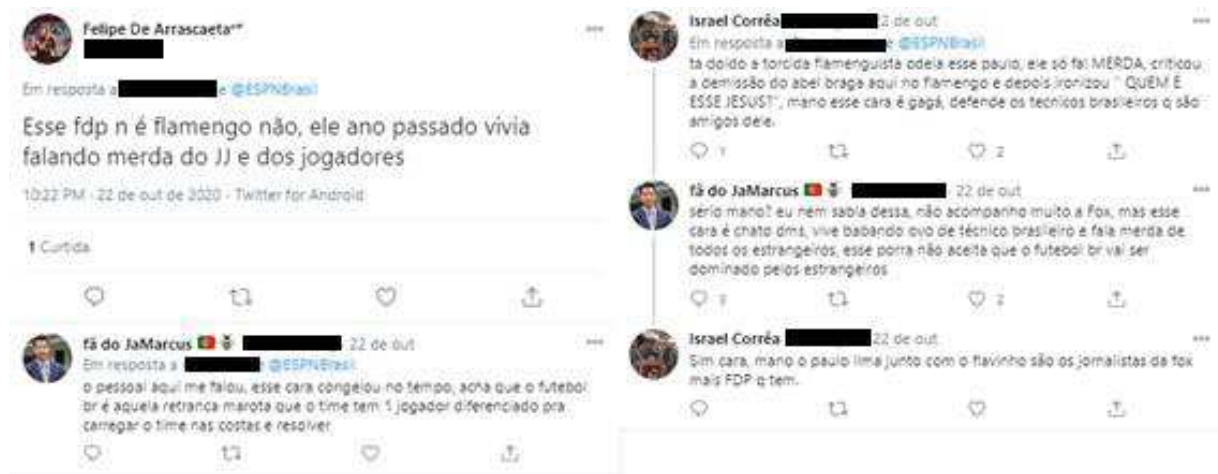 Felipe De Arrascaeta**
Em resposta a e @ESPNBrasil
Esse fdp n é flamengo não, ele ano passado vivia
falando merda do JJ e dos jogadores
10:22 PM · 22 de out de 2020 · Twitter for Android
1 Curtida
fã do JaMarcus 22 de out
Em resposta a e @ESPNBrasil
o pessoal aqui me falou, esse cara congelou no tempo, acha que o futebol
br é aquela retranca marota que o time tem 1 jogador diferenciado pra
carregar o time nas costas e resolver
Israel Corrêa 22 de out
Em resposta a e @ESPNBrasil
ta doido a torcida flamenguista odeia esse paulo, ele só fal MERDA, criticou
a demissão do abel braga aqui no flamengo e depois ironizou " QUEM É
ESSE JESUS?", mano esse cara é gagá, defende os tecnicos brasileiros q são
amigos dele.
1 2
fã do JaMarcus 22 de out
sério mano? eu nem sabia dessa, não acompanho muito a Fox, mas esse
cara é chato dms, vive babando ovo de técnico brasileiro e fala merda de
todos os estrangeiros, esse porra não aceita que o futebol br vai ser
dominado pelos estrangeiros
2
Israel Corrêa 22 de out
Sim cara, mano o paulo lima junto com o flavinho são os jornalistas da fox
mais FDP q tem.